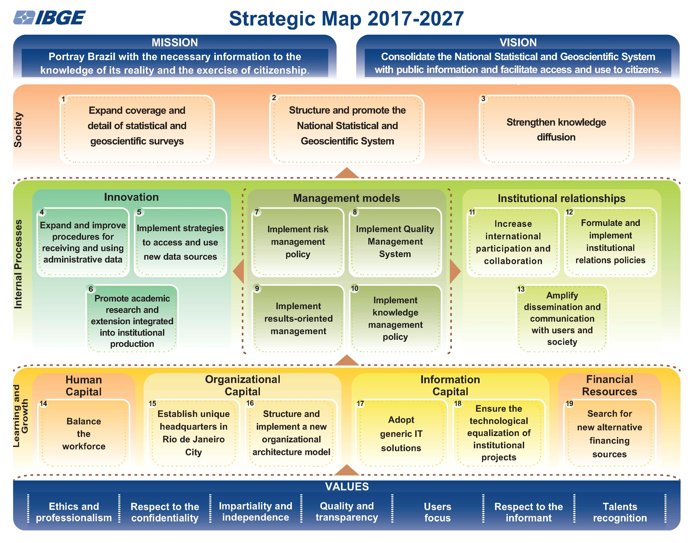 IBGE
Strategic Map 2017-2027
MISSION
Portray Brazil with the necessary information to the
knowledge of its reality and the exercise of citizenship.
VISION
Consolidate the National Statistical and Geoscientific System
with public information and facilitate access and use to citizens.
Society
1
Expand coverage and
detail of statistical and
geoscientific surveys
2
Structure and promote the
National Statistical and
Geoscientific System
3
Strengthen knowledge
diffusion
Internal Processes
Innovation
4
Expand and improve
procedures for
receiving and using
administrative data
5
Implement strategies
to access and use
new data sources
6
Promote academic
research and
extension integrated
into institutional
production
Management models
7
Implement risk
management
policy
8
Implement Quality
Management
System
9
Implement
results-oriented
management
10
Implement
knowledge
management
policy
Institutional relationships
11
Increase
international
participation and
collaboration
12
Formulate and
implement
institutional
relations policies
13
Amplify
dissemination and
communication
with users and
society
Learning and
Growth
Human
Capital
14
Balance
the
workforce
Organizational
Capital
15
Establish unique
headquarters in
Rio de Janeiro
City
16
Structure and
implement a new
organizational
architecture model
Information
Capital
17
Adopt
generic IT
solutions
18
Ensure the
technological
equalization of
institutional
projects
Financial
Resources
19
Search for
new alternative
financing
sources
VALUES
Ethics and
professionalism
Respect to the
confidentiality
Impartiality and
independence
Quality and
transparency
Users
focus
Respect to the
informant
Talents
recognition